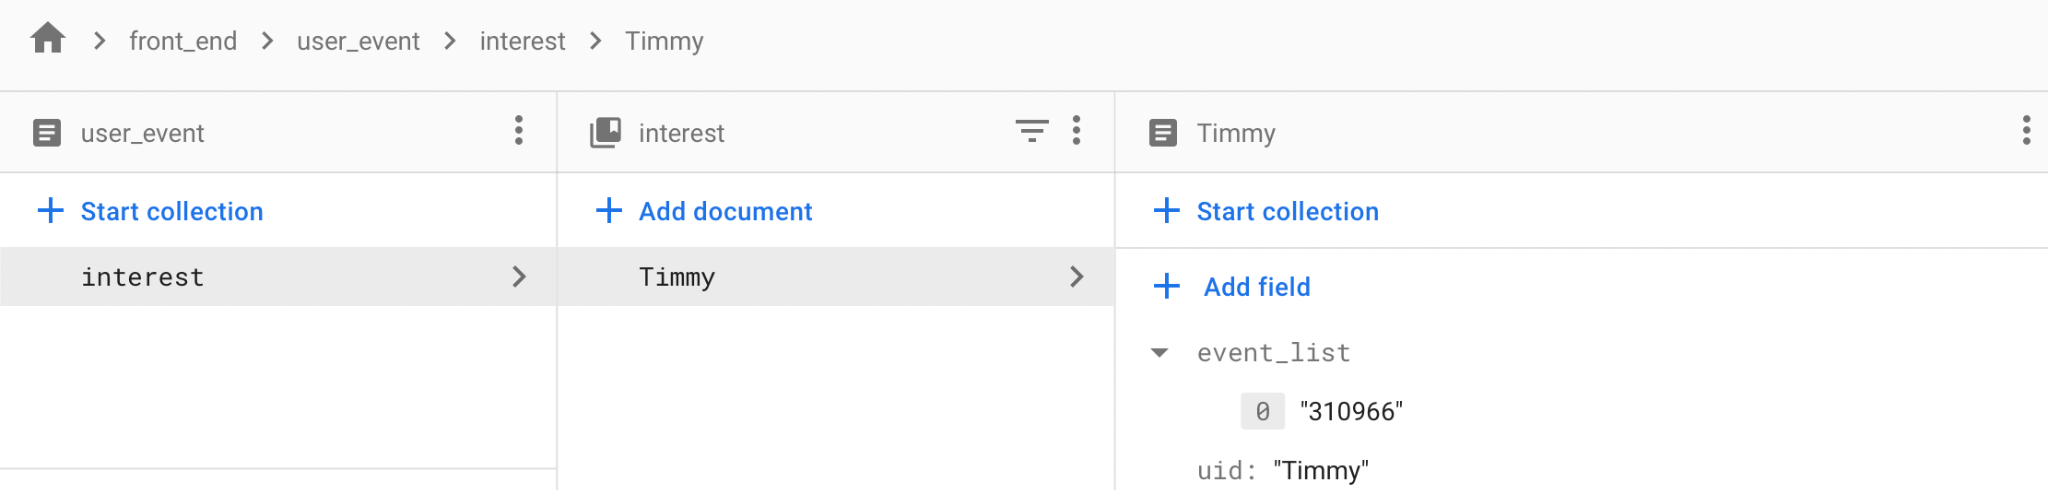 front_end > user_event > interest > Timmy
user_event
interest
Timmy
+ Start collection
+ Add document
+ Start collection
interest
Timmy
+ Add field
event_list
0 "310966"
uid: "Timmy"